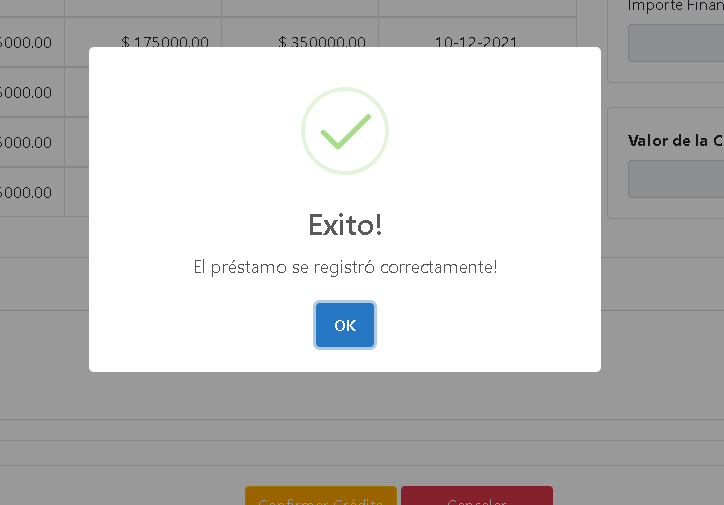 Importe Finan
5000.00 $ 175000.00 $ 350000.00 10-12-2021
5000.00
Valor de la C
5000.00
5000.00
Exito!
El préstamo se registró correctamente!
OK
Confirmar Crédito Cancelar